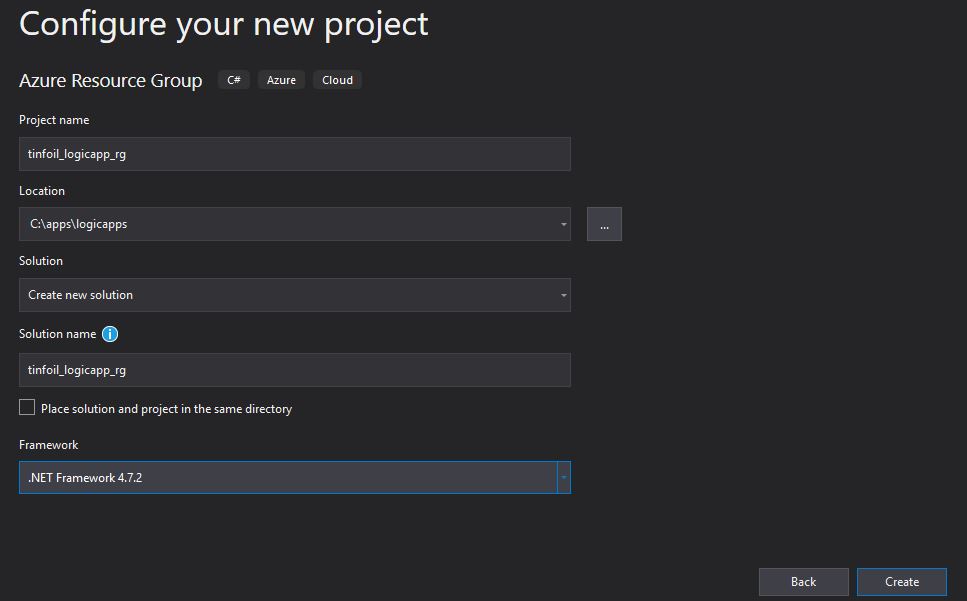 Configure your new project
Azure Resource Group C# Azure Cloud
Project name
tinfoil_logicapp_rg
Location
C:\apps\logicapps
...
Solution
Create new solution
Solution name
tinfoil_logicapp_rg
Place solution and project in the same directory
Framework
.NET Framework 4.7.2
Back Create